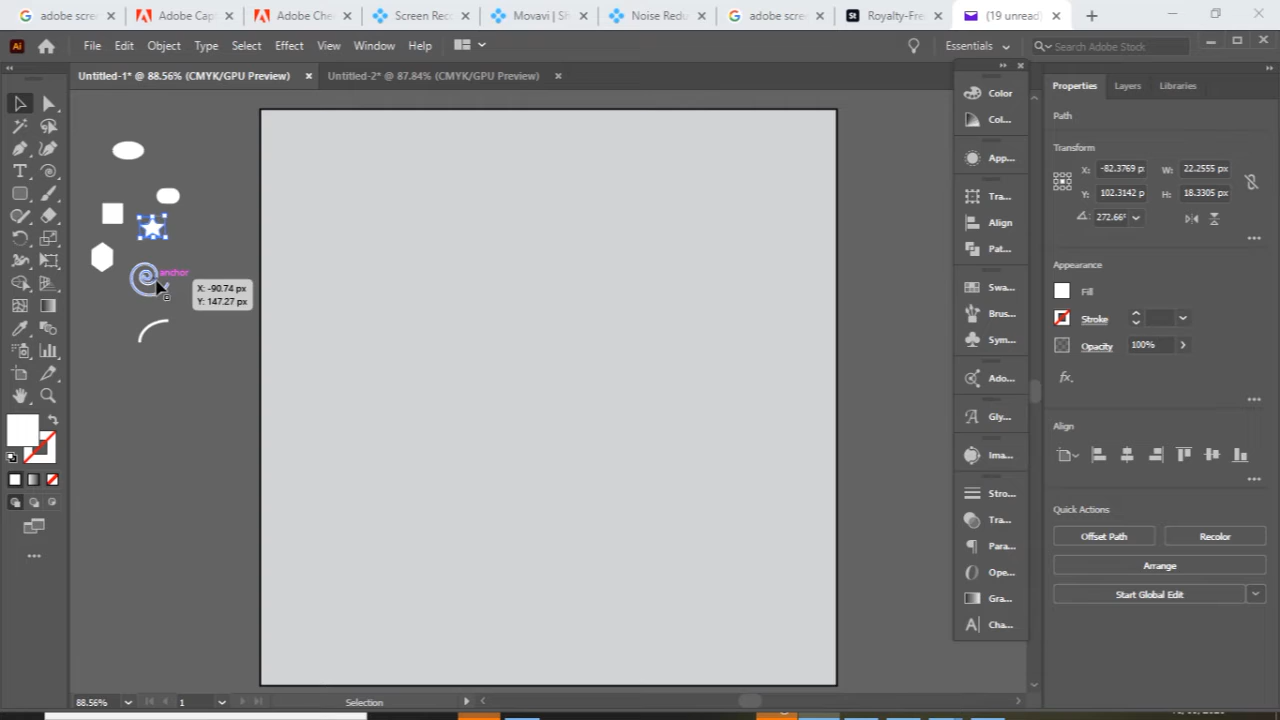 adobe scre
Adobe Cap
Adobe Che
Screen Rec
Movavi | Sh
Noise Redu
adobe scre
St Royalty-Fre
(19 unread)
Ai File Edit Object Type Select Effect View Window Help
Essentials
Search Adobe Stock
Untitled-1* @ 88.56% (CMYK/GPU Preview)
Untitled-2* @ 87.84% (CMYK/GPU Preview)
Color
Col...
App...
Tra...
Align
Pat...
Swa...
Brus...
Sym...
Ado...
Gly...
Ima...
Stro...
Tra...
Para...
Ope...
Gra...
Cha...
anchor
X: -90.74 px
Y: 147.27 px
Properties Layers Libraries
Path
Transform
X: -82.3769 p W: 22.2555 px
Y: 102.3142 p H: 18.3305 px
272.66°
Appearance
Fill
Stroke
Opacity 100%
fx.
Align
Quick Actions
Offset Path Recolor
Arrange
Start Global Edit
88.56% 1 Selection